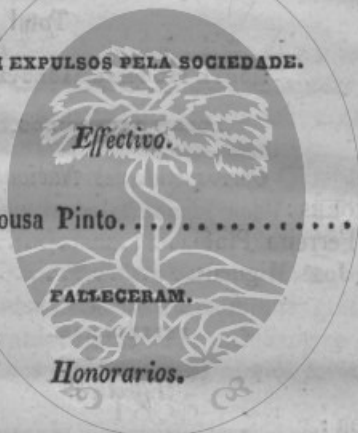 EXPULSOS PELA SOCIEDADE.
Effectivo.
ousa Pinto................
FALLECERAM.
Honorarios.